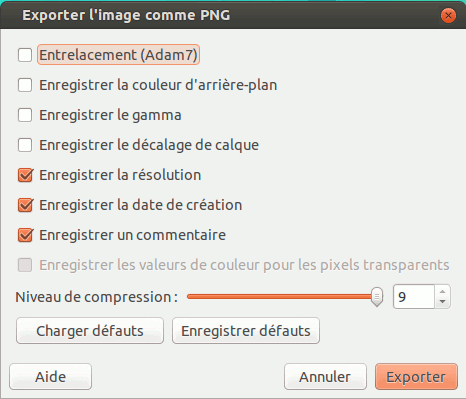 Exporter l'image comme PNG
Entrelacement (Adam7)
Enregistrer la couleur d'arrière-plan
Enregistrer le gamma
Enregistrer le décalage de calque
Enregistrer la résolution
Enregistrer la date de création
Enregistrer un commentaire
Enregistrer les valeurs de couleur pour les pixels transparents
Niveau de compression : 9
Charger défauts Enregistrer défauts
Aide Annuler Exporter